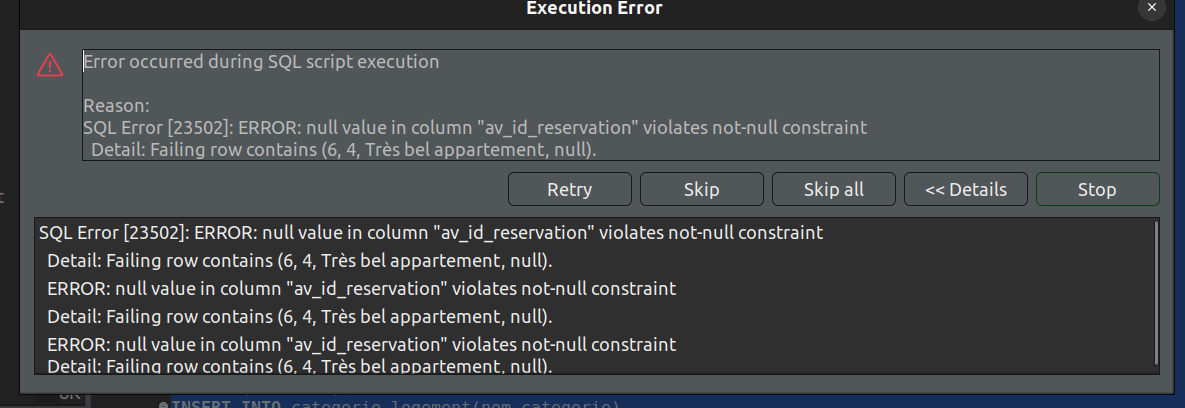 Execution Error
Error occurred during SQL script execution
Reason:
SQL Error [23502]: ERROR: null value in column "av_id_reservation" violates not-null constraint
Detail: Failing row contains (6, 4, Très bel appartement, null).
Retry
Skip
Skip all
<< Details
Stop
SQL Error [23502]: ERROR: null value in column "av_id_reservation" violates not-null constraint
Detail: Failing row contains (6, 4, Très bel appartement, null).
ERROR: null value in column "av_id_reservation" violates not-null constraint
Detail: Failing row contains (6, 4, Très bel appartement, null).
ERROR: null value in column "av_id_reservation" violates not-null constraint
Detail: Failing row contains (6, 4, Très bel appartement, null).
INSERT INTO categorie_logement(nom_categorie)